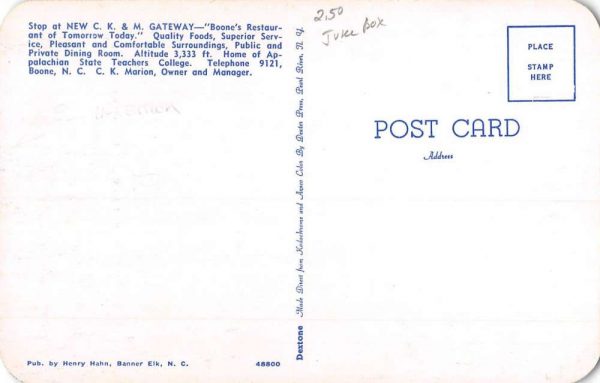 Stop at NEW C. K. & M. GATEWAY—"Boone's Restaur-
ant of Tomorrow Today." Quality Foods, Superior Serv-
ice, Pleasant and Comfortable Surroundings, Public and
Private Dining Room. Altitude 3,333 ft. Home of Ap-
palachian State Teachers College. Telephone 9121,
Boone, N. C. C. K. Marion, Owner and Manager.
Pub. by Henry Hahn, Banner Elk, N. C.
48800
Dextone Made Direct from Kodachrome and Ansco Color By Dexter Press, Pearl River, N. Y.
2.50
Juke Box
PLACE
STAMP
HERE
POST CARD
Address